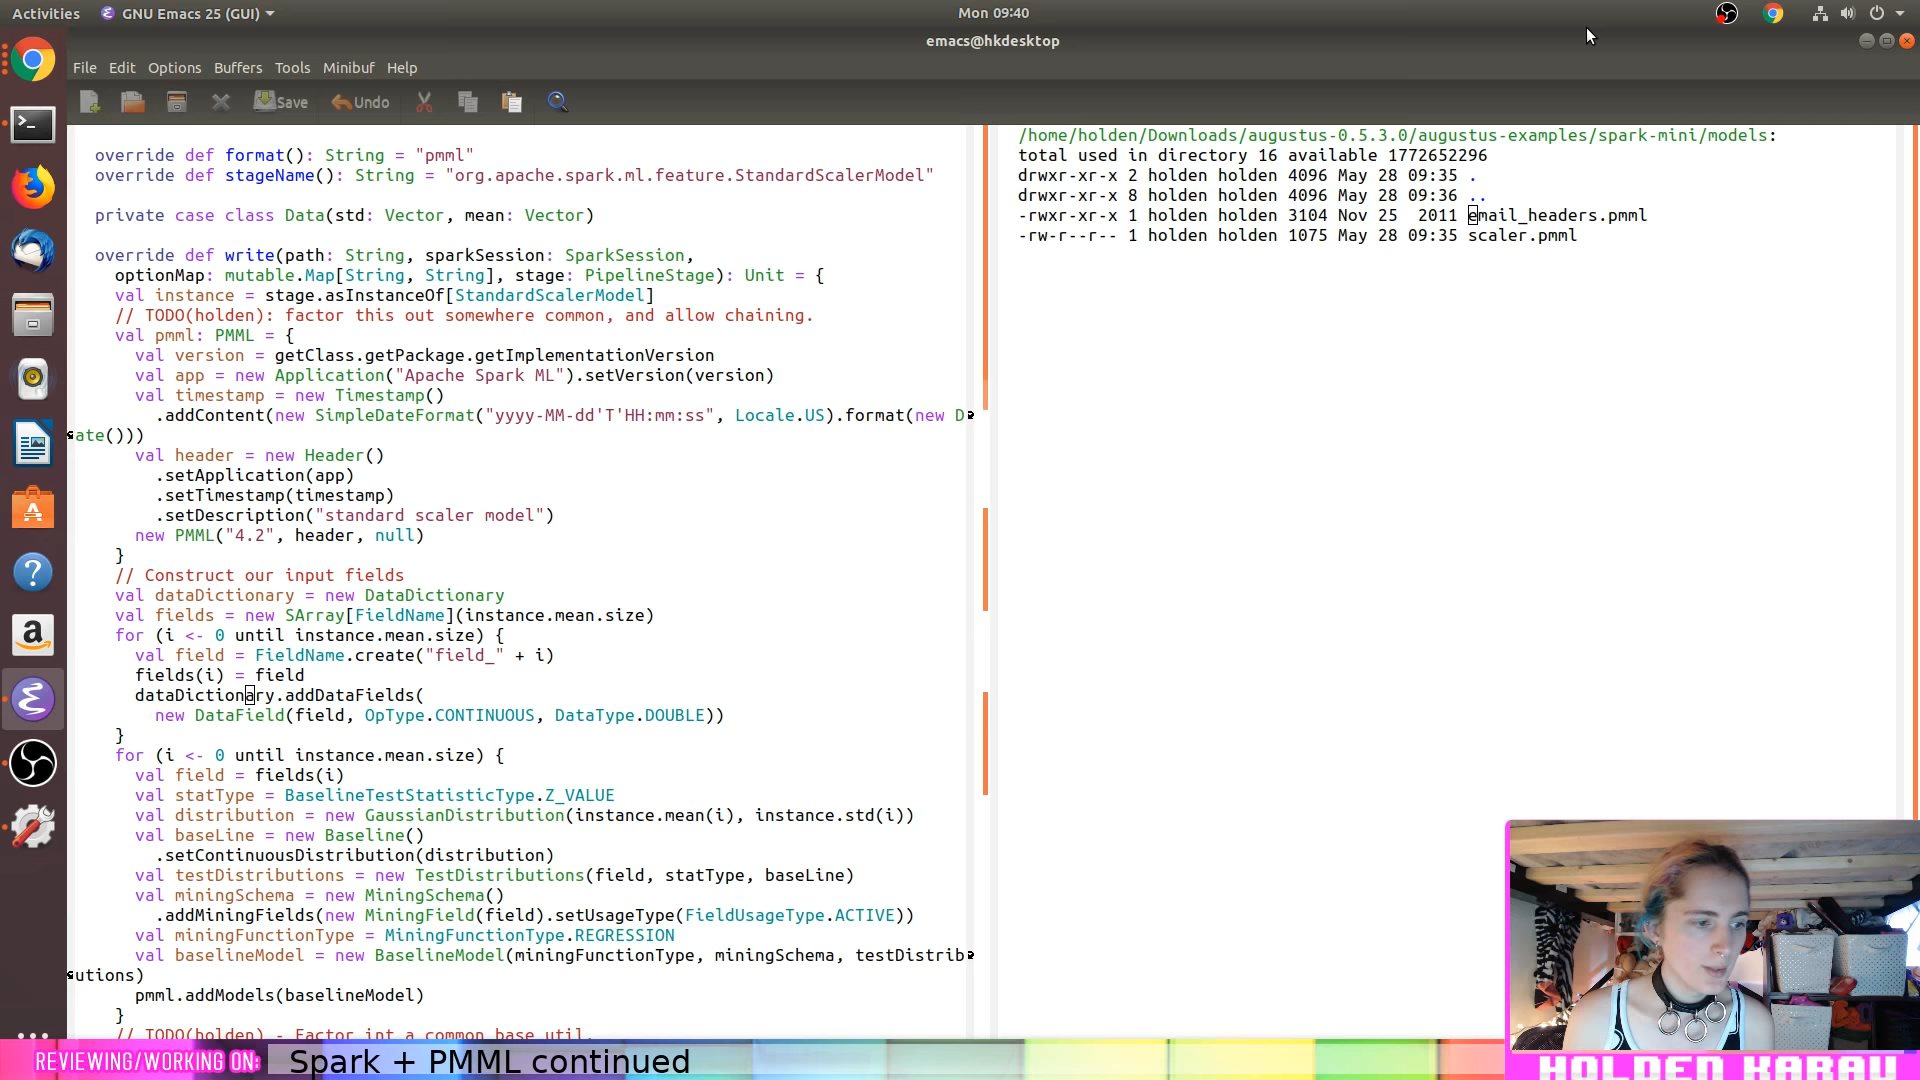 Activities
GNU Emacs 25 (GUI)
Mon 09:40
emacs@hkdesktop
File Edit Options Buffers Tools Minibuf Help
Save
Undo
override def format(): String = "pmml"
override def stageName(): String = "org.apache.spark.ml.feature.StandardScalerModel"
private case class Data(std: Vector, mean: Vector)
override def write(path: String, sparkSession: SparkSession,
optionMap: mutable.Map[String, String], stage: PipelineStage): Unit = {
val instance = stage.asInstanceOf[StandardScalerModel]
// TODO(holden): factor this out somewhere common, and allow chaining.
val pmml: PMML = {
val version = getClass.getPackage.getImplementationVersion
val app = new Application("Apache Spark ML").setVersion(version)
val timestamp = new Timestamp()
.addContent(new SimpleDateFormat("yyyy-MM-dd'T'HH:mm:ss", Locale.US).format(new D
ate()))
val header = new Header()
.setApplication(app)
.setTimestamp(timestamp)
.setDescription("standard scaler model")
new PMML("4.2", header, null)
}
// Construct our input fields
val dataDictionary = new DataDictionary
val fields = new SArray[FieldName](instance.mean.size)
for (i <- 0 until instance.mean.size) {
val field = FieldName.create("field_" + i)
fields(i) = field
dataDictionary.addDataFields(
new DataField(field, OpType.CONTINUOUS, DataType.DOUBLE))
}
for (i <- 0 until instance.mean.size) {
val field = fields(i)
val statType = BaselineTestStatisticType.Z_VALUE
val distribution = new GaussianDistribution(instance.mean(i), instance.std(i))
val baseLine = new Baseline()
.setContinuousDistribution(distribution)
val testDistributions = new TestDistributions(field, statType, baseLine)
val miningSchema = new MiningSchema()
.addMiningFields(new MiningField(field).setUsageType(FieldUsageType.ACTIVE))
val miningFunctionType = MiningFunctionType.REGRESSION
val baselineModel = new BaselineModel(miningFunctionType, miningSchema, testDistrib
utions)
pmml.addModels(baselineModel)
}
// TODO(holden) - Factor int a common base util.
/home/holden/Downloads/augustus-0.5.3.0/augustus-examples/spark-mini/models:
total used in directory 16 available 1772652296
drwxr-xr-x 2 holden holden 4096 May 28 09:35 .
drwxr-xr-x 8 holden holden 4096 May 28 09:36 ..
-rwxr-xr-x 1 holden holden 3104 Nov 25  2011 email_headers.pmml
-rw-r--r-- 1 holden holden 1075 May 28 09:35 scaler.pmml
REVIEWING/WORKING ON:
Spark + PMML continued
HOLDEN KARAU